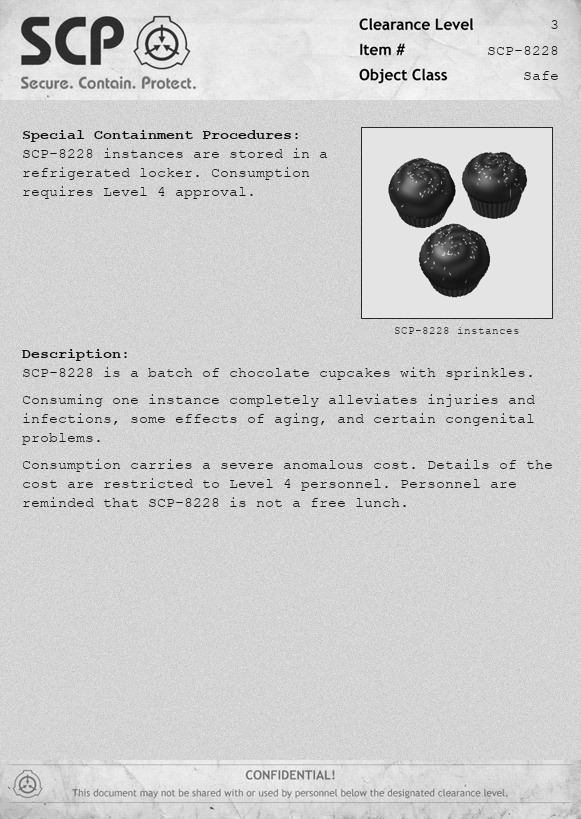 SCP
Secure. Contain. Protect.
Clearance Level 3
Item # SCP-8228
Object Class Safe
Special Containment Procedures:
SCP-8228 instances are stored in a
refrigerated locker. Consumption
requires Level 4 approval.
SCP-8228 instances
Description:
SCP-8228 is a batch of chocolate cupcakes with sprinkles.
Consuming one instance completely alleviates injuries and
infections, some effects of aging, and certain congenital
problems.
Consumption carries a severe anomalous cost. Details of the
cost are restricted to Level 4 personnel. Personnel are
reminded that SCP-8228 is not a free lunch.
CONFIDENTIAL!
This document may not be shared with or used by personnel below the designated clearance level.